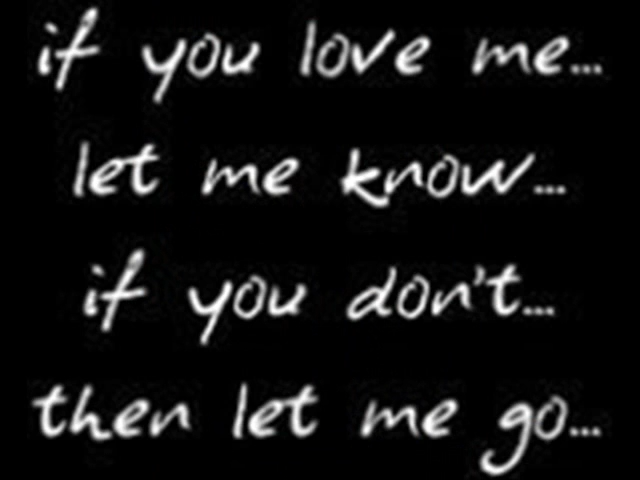 if you love me...
let me know...
if you don't...
then let me go...